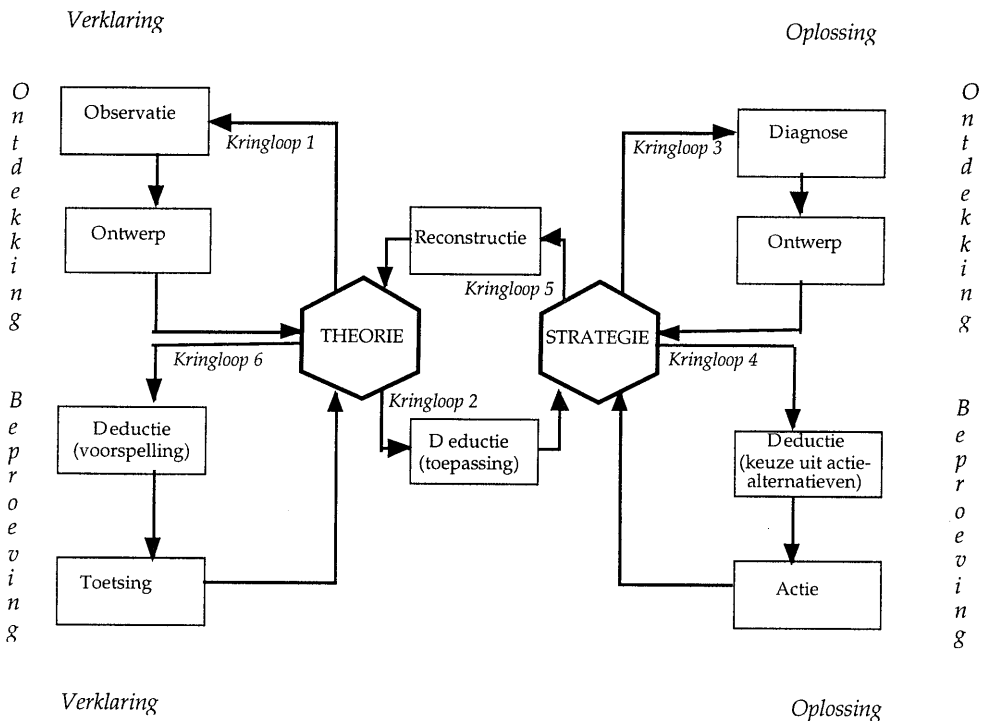 Verklaring
Oplossing
Ontdekking
Observatie
Kringloop 1
Ontwerp
Reconstructie
Kringloop 5
THEORIE
STRATEGIE
Kringloop 3
Diagnose
Ontwerp
Ontdekking
Kringloop 6
Kringloop 2
Kringloop 4
Beproeving
Deductie
(voorspelling)
Toetsing
Deductie
(toepassing)
Deductie
(keuze uit actie-
alternatieven)
Actie
Beproeving
Verklaring
Oplossing